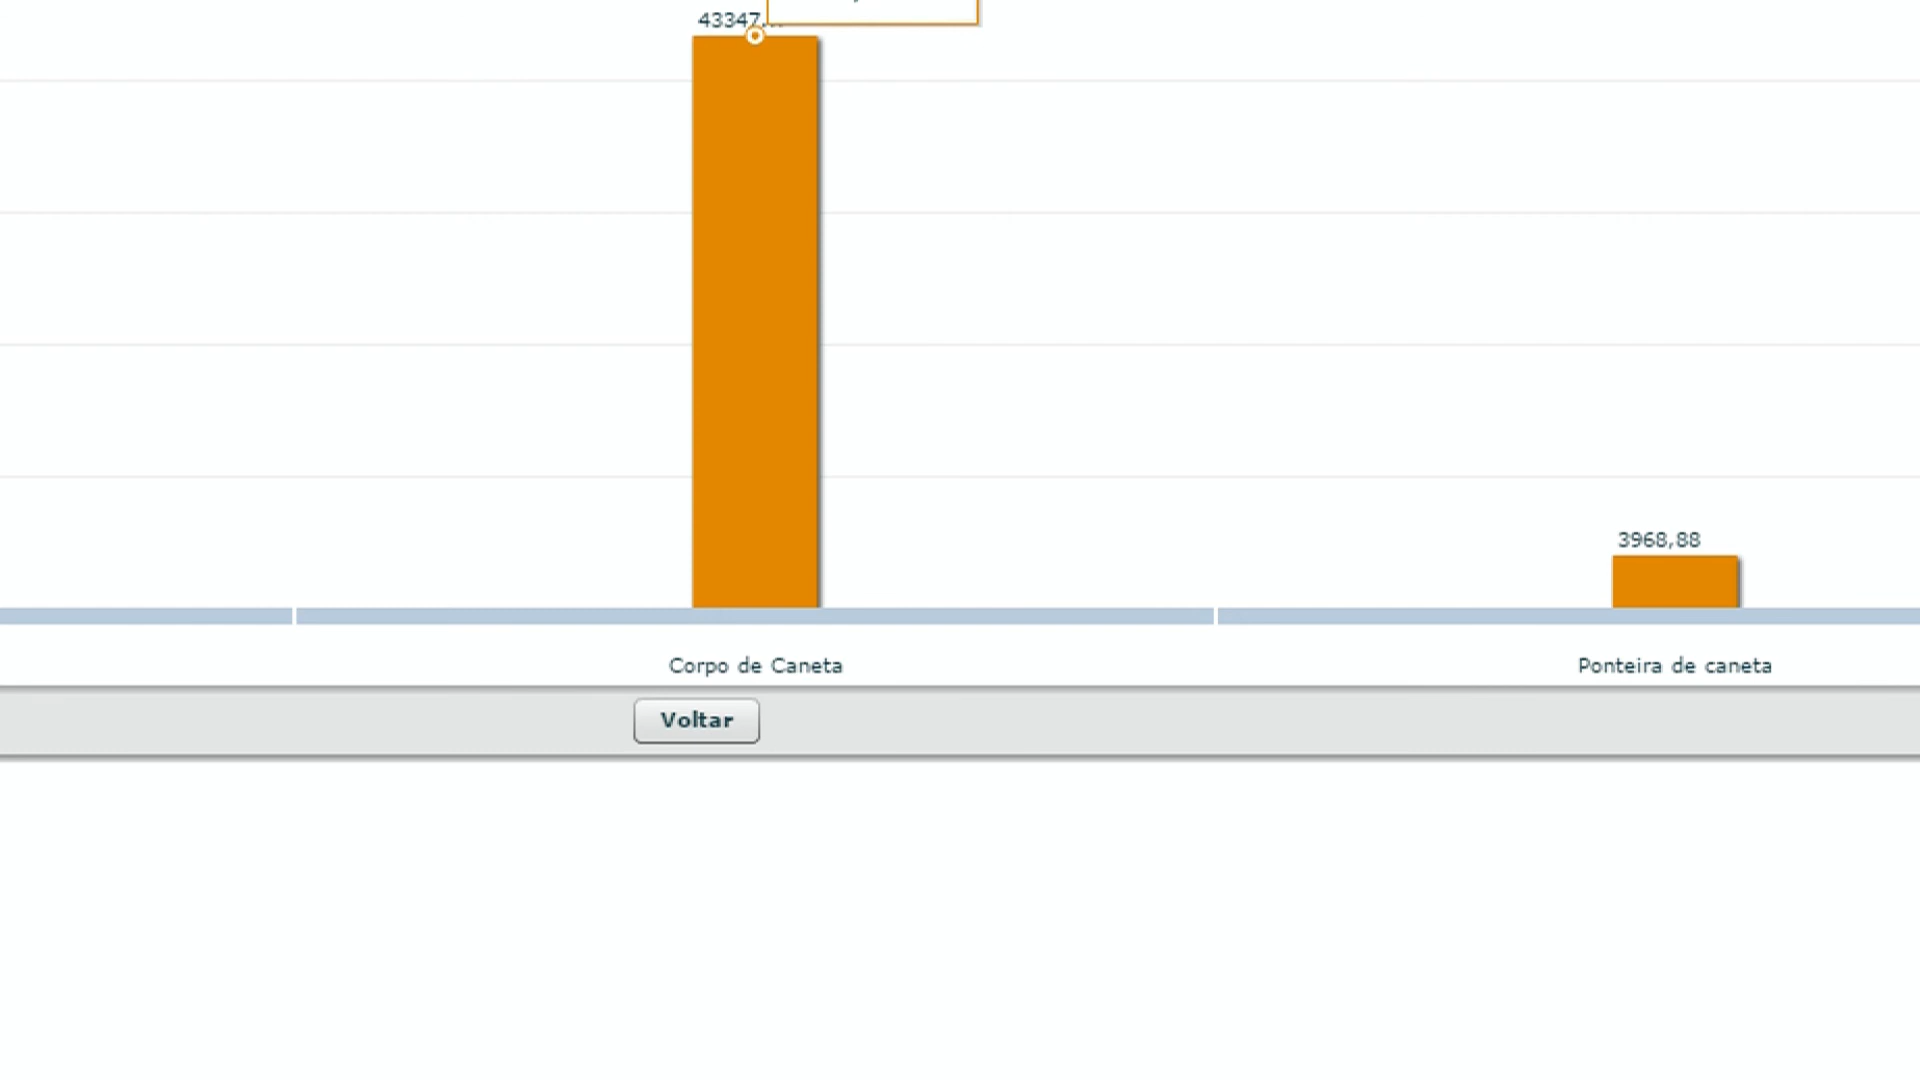 43347,...
3968,88
Corpo de Caneta
Ponteira de caneta
Voltar